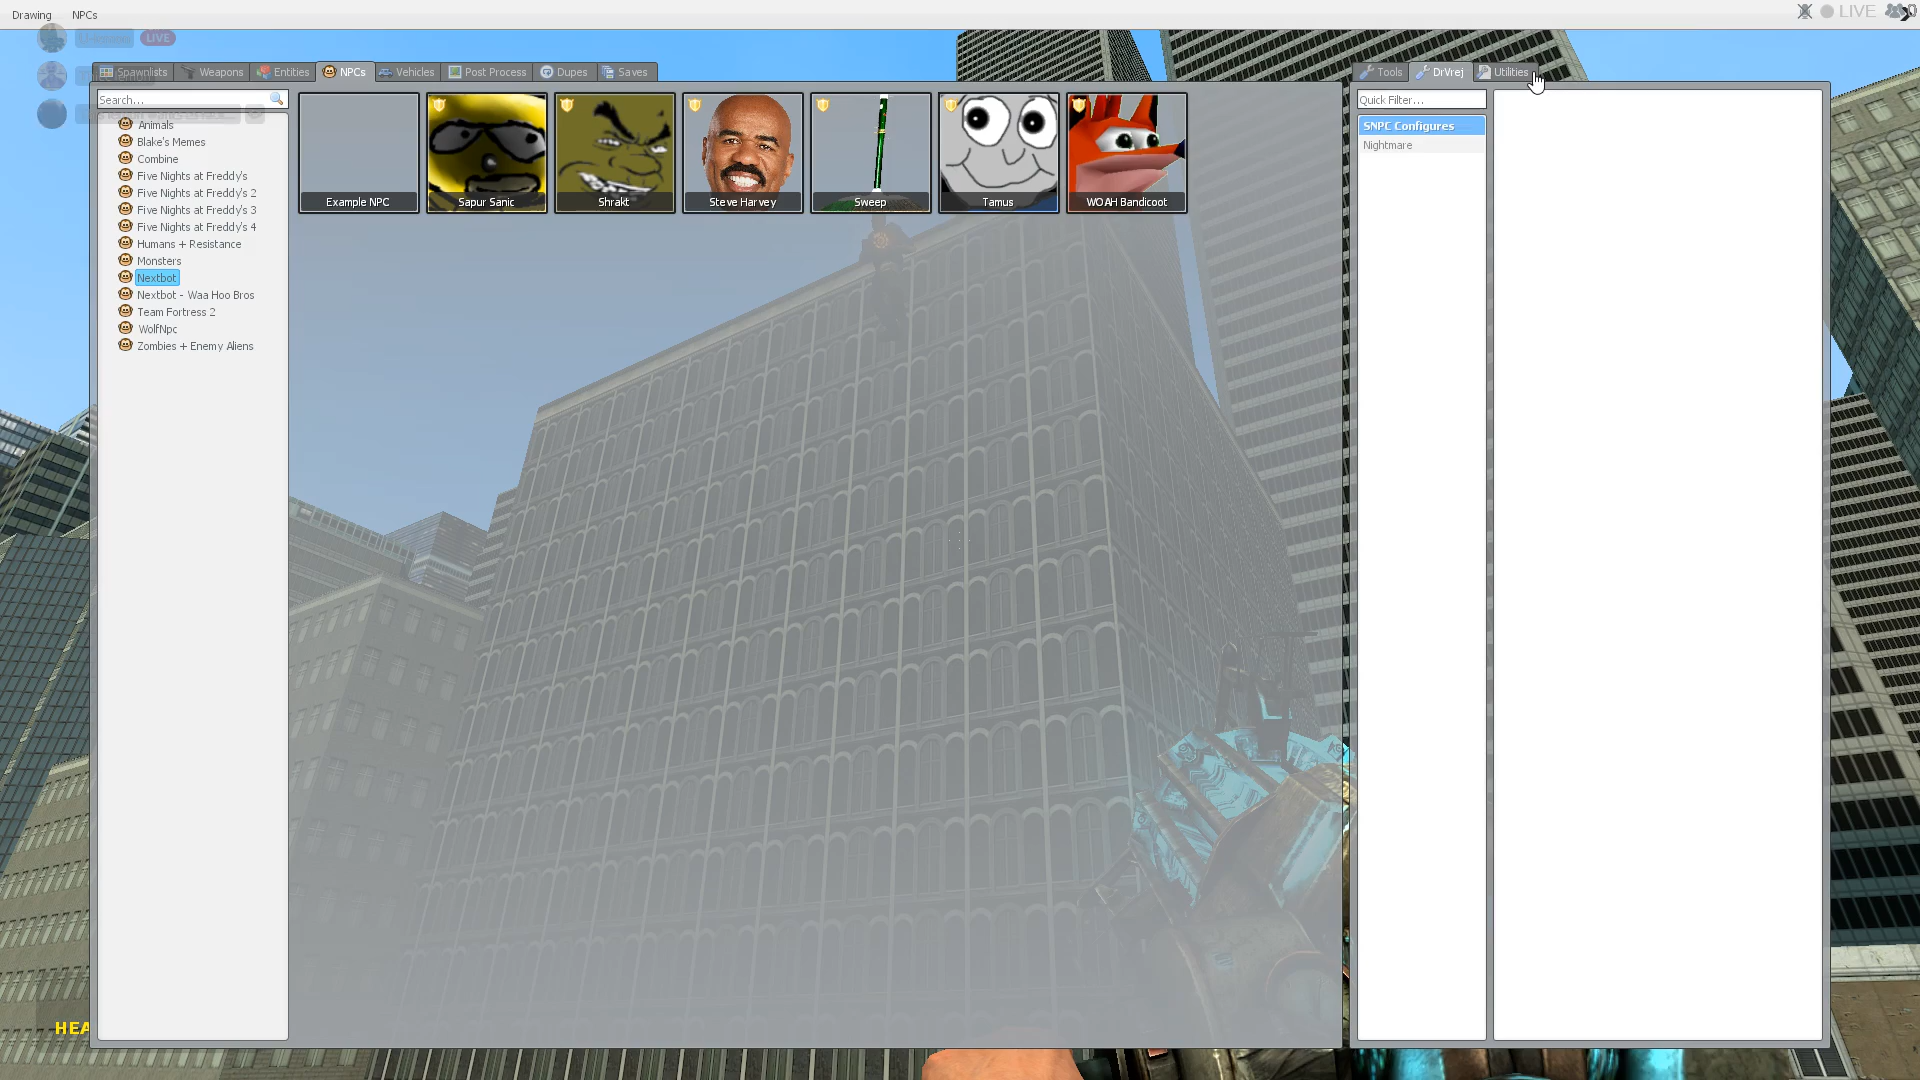 Drawing NPCs
LIVE
LIVE
Spawnlists Weapons Entities NPCs Vehicles Post Process Dupes Saves
Tools DrVrej Utilities
Search...
Quick Filter...
Animals
Blake's Memes
Combine
Five Nights at Freddy's
Five Nights at Freddy's 2
Five Nights at Freddy's 3
Five Nights at Freddy's 4
Humans + Resistance
Monsters
Nextbot
Nextbot - Waa Hoo Bros
Team Fortress 2
WolfNpc
Zombies + Enemy Aliens
Example NPC
Sapur Sanic
Shrakt
Steve Harvey
Sweep
Tamus
WOAH Bandicoot
SNPC Configures
Nightmare
HEA